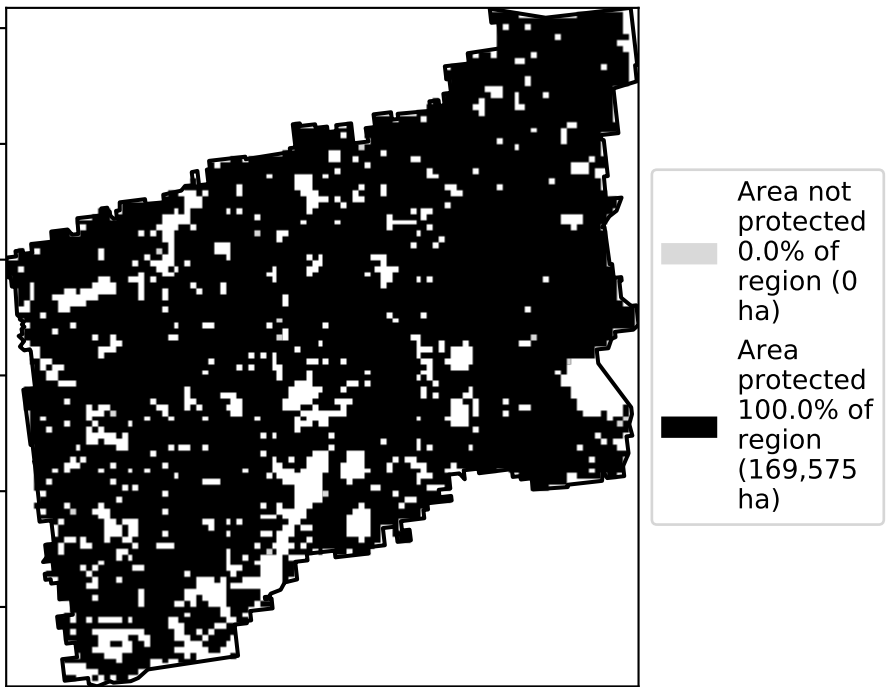 Area not
protected
0.0% of
region (0
ha)
Area
protected
100.0% of
region
(169,575
ha)